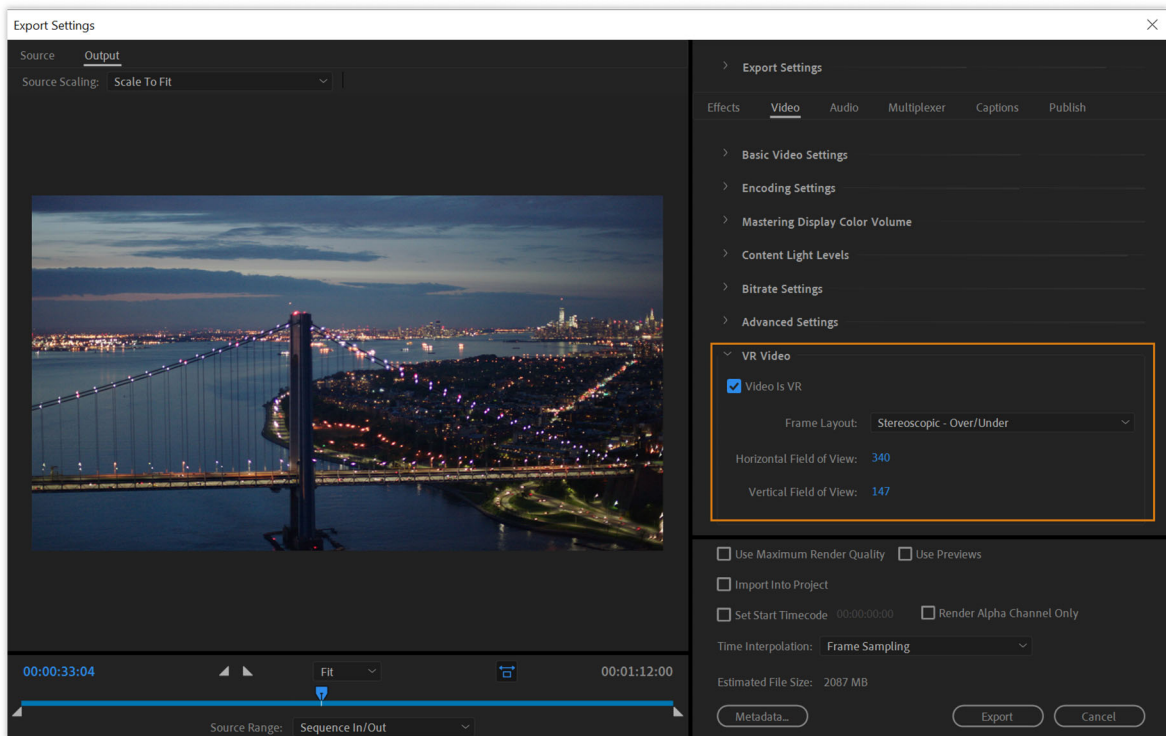 Export Settings
Source Output
Source Scaling: Scale To Fit
00:00:33:04 Fit 00:01:12:00
Source Range: Sequence In/Out
Export Settings
Effects Video Audio Multiplexer Captions Publish
Basic Video Settings
Encoding Settings
Mastering Display Color Volume
Content Light Levels
Bitrate Settings
Advanced Settings
VR Video
Video Is VR
Frame Layout: Stereoscopic - Over/Under
Horizontal Field of View: 340
Vertical Field of View: 147
Use Maximum Render Quality Use Previews
Import Into Project
Set Start Timecode 00:00:00:00 Render Alpha Channel Only
Time Interpolation: Frame Sampling
Estimated File Size: 2087 MB
Metadata... Export Cancel